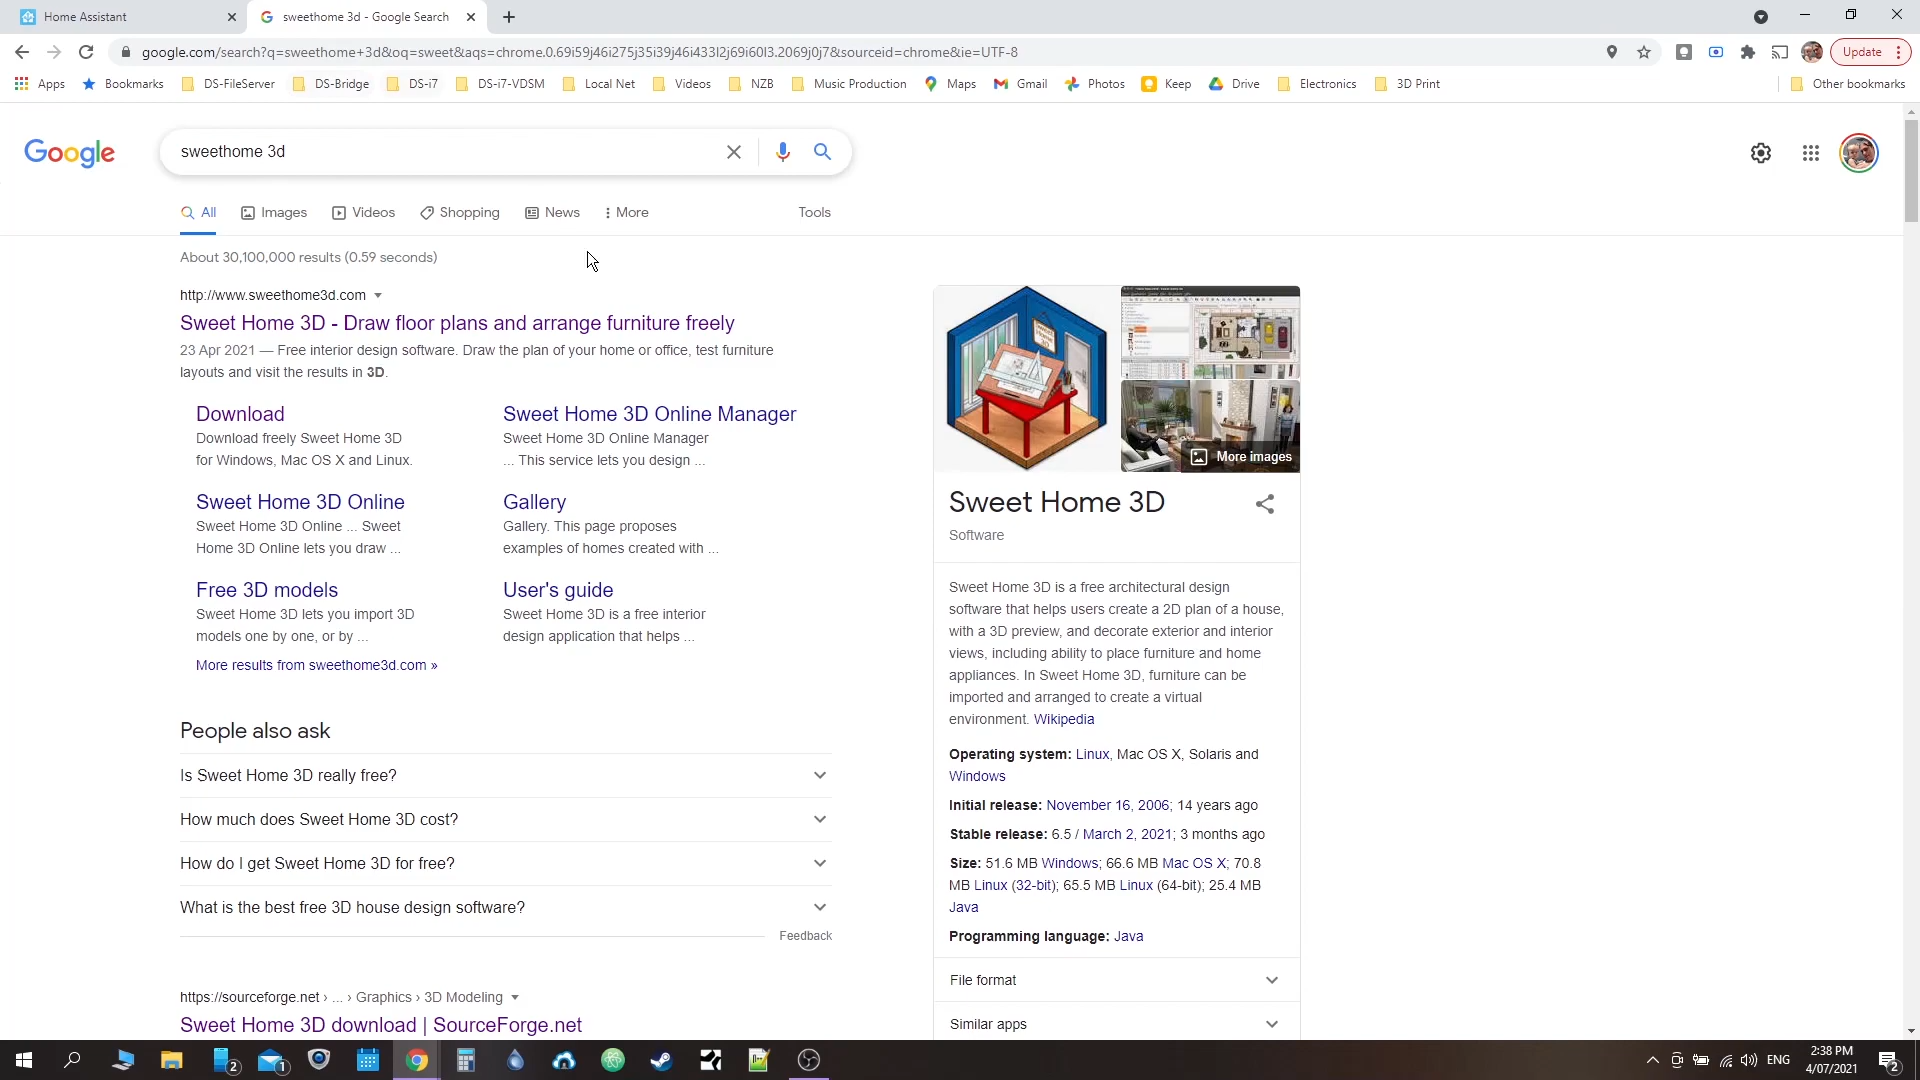 Home Assistant
sweethome 3d - Google Search
google.com/search?q=sweethome+3d&oq=sweet&aqs=chrome.0.69i59j46i275j35i39j46i433l2j69i60l3.2069j0j7&sourceid=chrome&ie=UTF-8
Update
Apps
Bookmarks
DS-FileServer
DS-Bridge
DS-i7
DS-i7-VDSM
Local Net
Videos
NZB
Music Production
Maps
Gmail
Photos
Keep
Drive
Electronics
3D Print
Other bookmarks
Google
sweethome 3d
All
Images
Videos
Shopping
News
More
Tools
About 30,100,000 results (0.59 seconds)
http://www.sweethome3d.com
Sweet Home 3D - Draw floor plans and arrange furniture freely
23 Apr 2021 — Free interior design software. Draw the plan of your home or office, test furniture
layouts and visit the results in 3D.
Download
Download freely Sweet Home 3D
for Windows, Mac OS X and Linux.
Sweet Home 3D Online Manager
Sweet Home 3D Online Manager
... This service lets you design ...
Sweet Home 3D Online
Sweet Home 3D Online ... Sweet
Home 3D Online lets you draw ...
Gallery
Gallery. This page proposes
examples of homes created with ...
Free 3D models
Sweet Home 3D lets you import 3D
models one by one, or by ...
User's guide
Sweet Home 3D is a free interior
design application that helps ...
More results from sweethome3d.com »
People also ask
Is Sweet Home 3D really free?
How much does Sweet Home 3D cost?
How do I get Sweet Home 3D for free?
What is the best free 3D house design software?
Feedback
https://sourceforge.net › ... › Graphics › 3D Modeling
Sweet Home 3D download | SourceForge.net
More images
Sweet Home 3D
Software
Sweet Home 3D is a free architectural design
software that helps users create a 2D plan of a house,
with a 3D preview, and decorate exterior and interior
views, including ability to place furniture and home
appliances. In Sweet Home 3D, furniture can be
imported and arranged to create a virtual
environment. Wikipedia
Operating system: Linux, Mac OS X, Solaris and
Windows
Initial release: November 16, 2006; 14 years ago
Stable release: 6.5 / March 2, 2021; 3 months ago
Size: 51.6 MB Windows; 66.6 MB Mac OS X; 70.8
MB Linux (32-bit); 65.5 MB Linux (64-bit); 25.4 MB
Java
Programming language: Java
File format
Similar apps
2
1
ENG
2:38 PM
4/07/2021
2